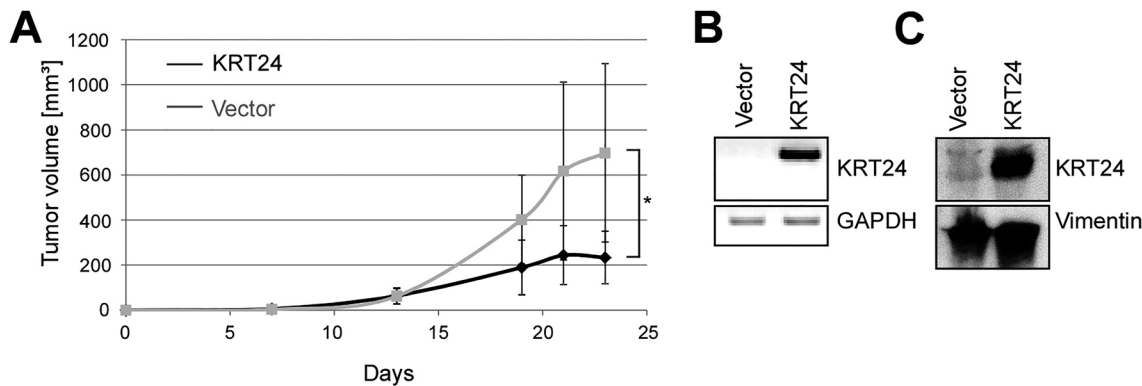 A
Tumor volume [mm³]
1200
1000
800
600
400
200
0
KRT24
Vector
*
0 5 10 15 20 25
Days
B
Vector
KRT24
KRT24
GAPDH
C
Vector
KRT24
KRT24
Vimentin